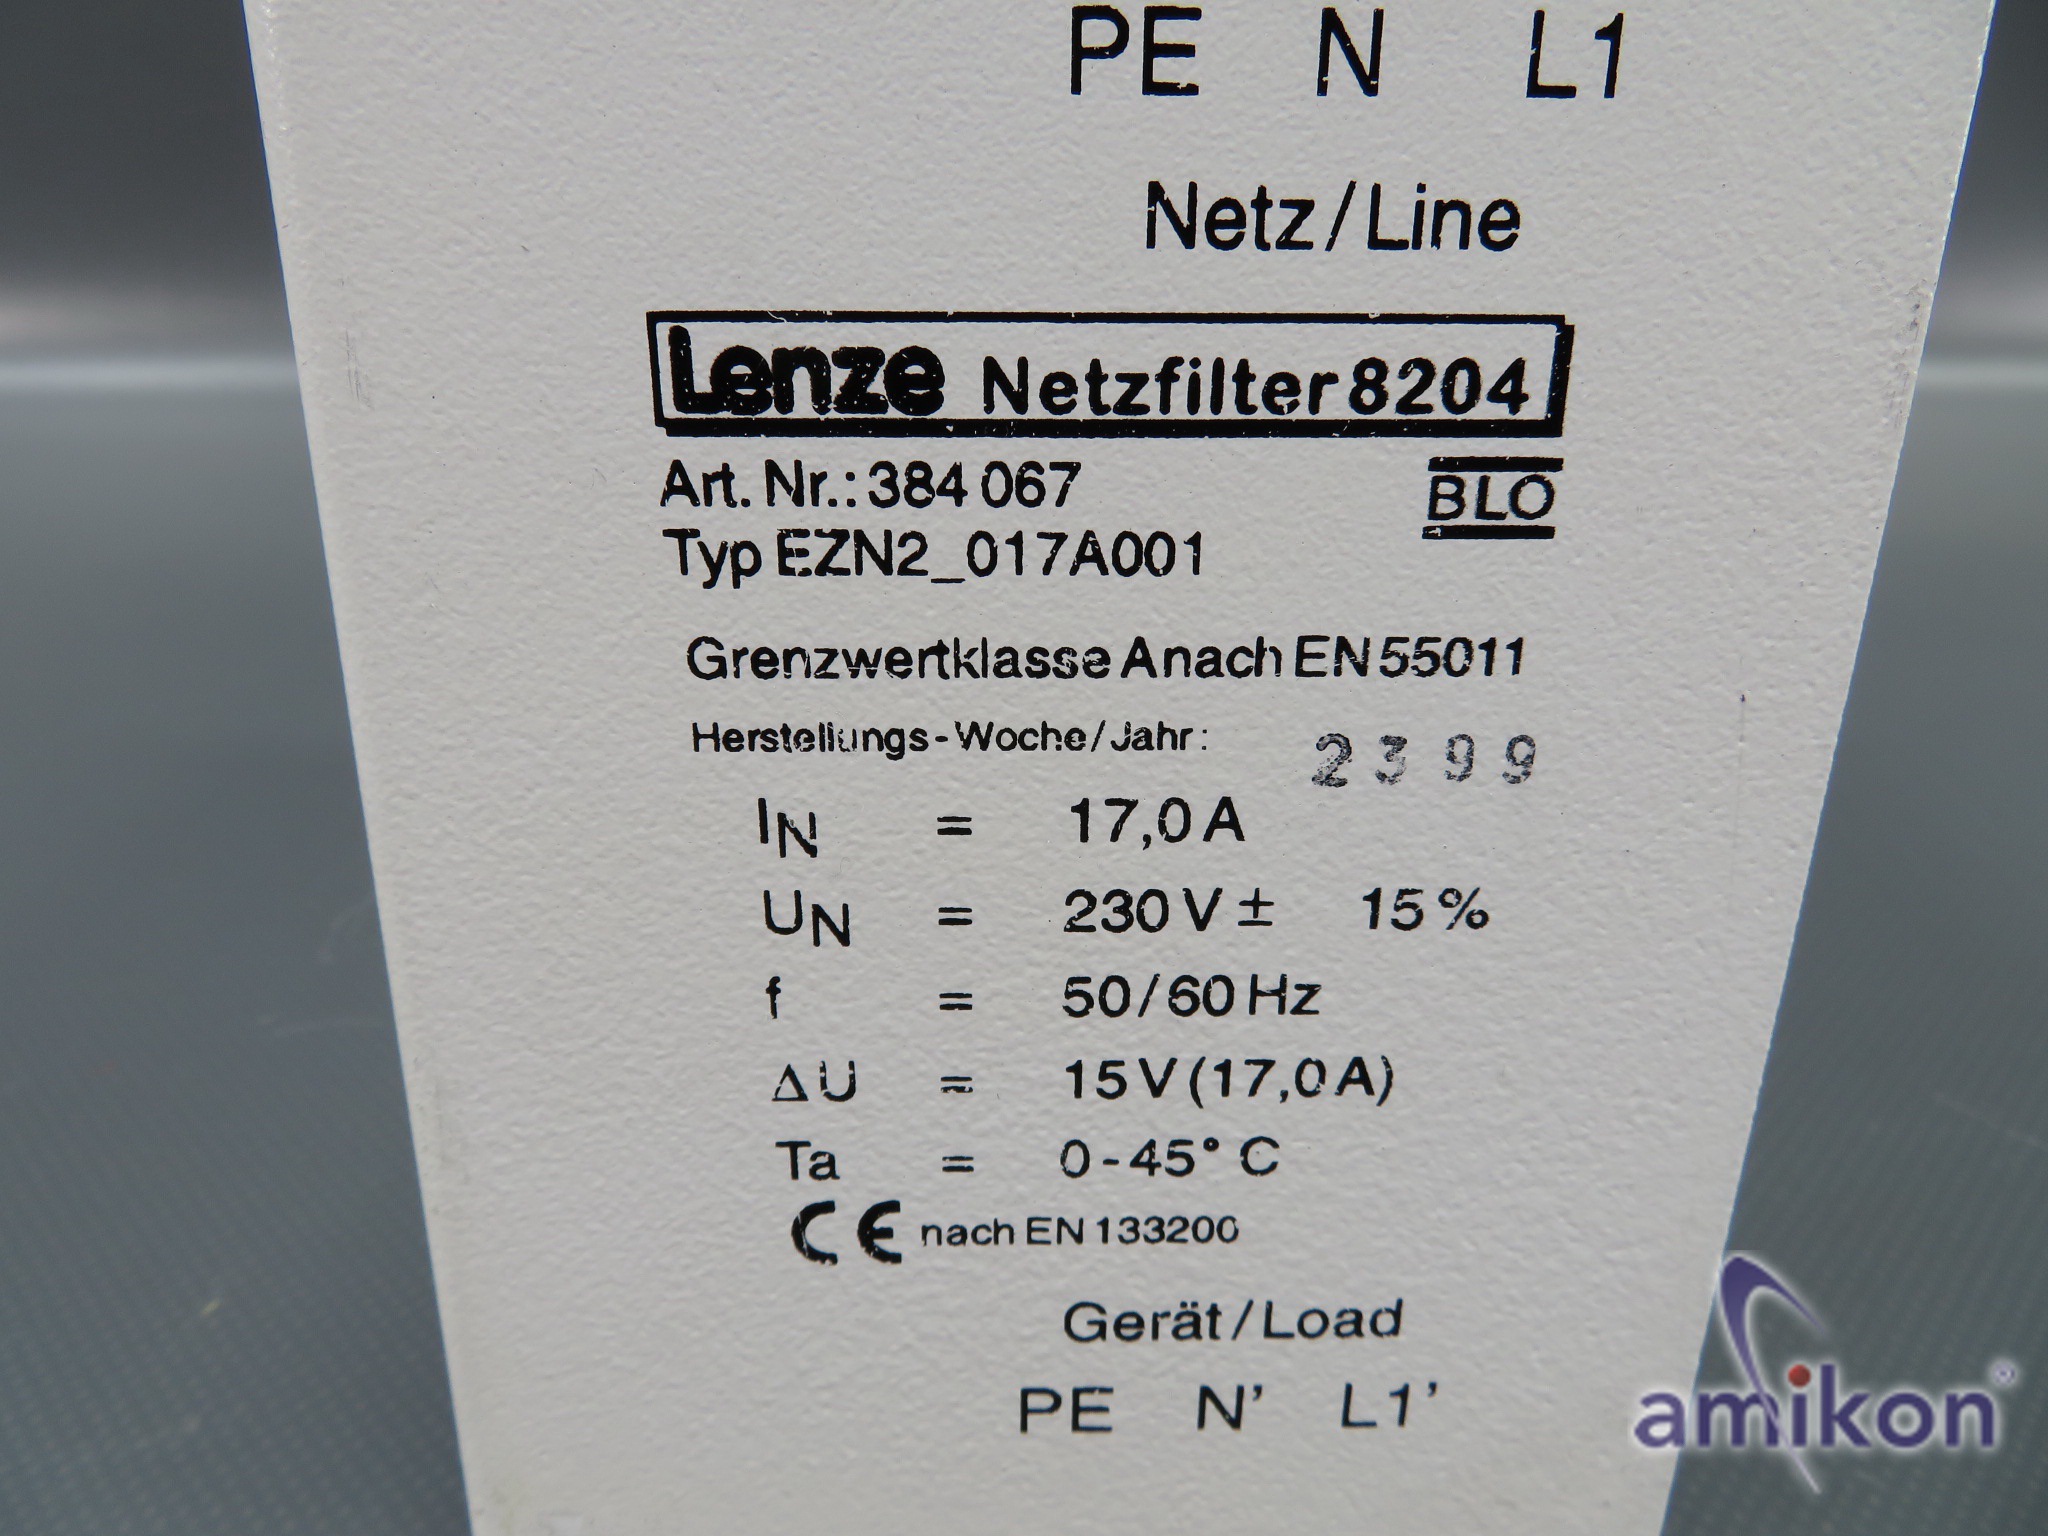 PE N L1
Netz/Line
Lenze Netzfilter 8204
Art. Nr.: 384 067
BLO
Typ EZN2_017A001
Grenzwertklasse A nach EN 55011
Herstellungs-Woche/Jahr: 2399
IN = 17,0 A
UN = 230 V ± 15 %
f = 50/60 Hz
ΔU = 15 V (17,0 A)
Ta = 0-45° C
CE nach EN 133200
Gerät/Load
PE N' L1'
amikon®